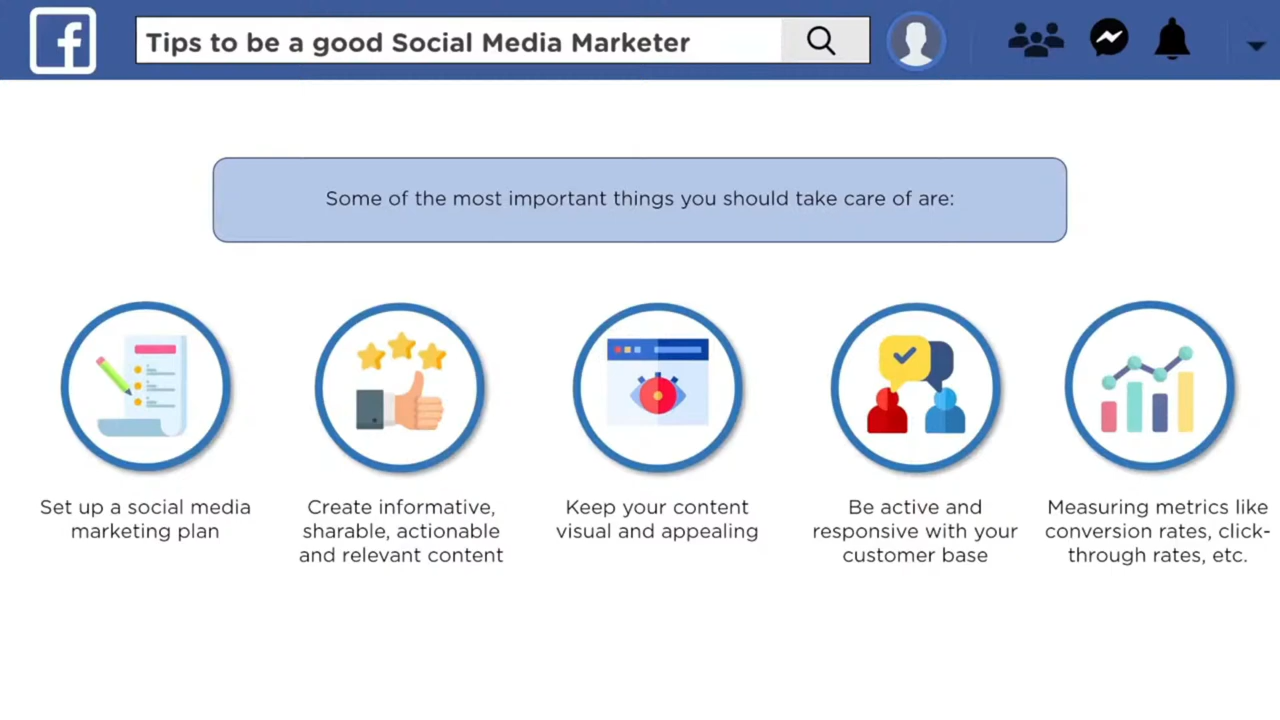 Tips to be a good Social Media Marketer
Some of the most important things you should take care of are:
Set up a social media
marketing plan
Create informative,
sharable, actionable
and relevant content
Keep your content
visual and appealing
Be active and
responsive with your
customer base
Measuring metrics like
conversion rates, click-
through rates, etc.